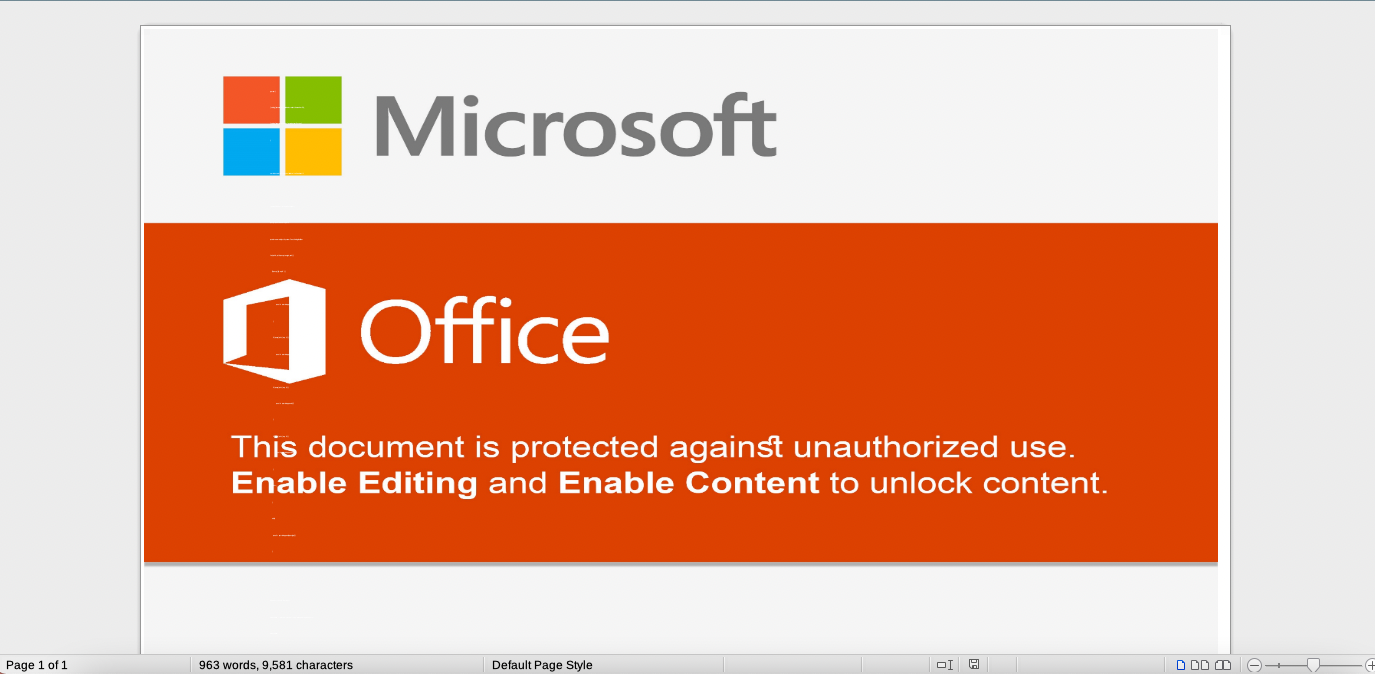 Microsoft
Office
This document is protected against unauthorized use.
Enable Editing and Enable Content to unlock content.
Page 1 of 1
963 words, 9,581 characters
Default Page Style